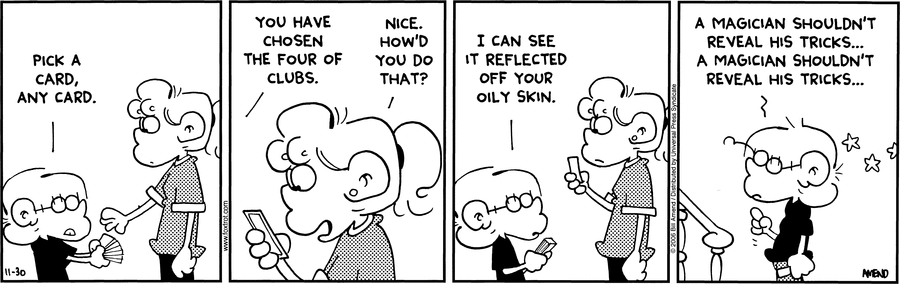 PICK A
CARD,
ANY CARD.
11-30
YOU HAVE
CHOSEN
THE FOUR OF
CLUBS.
NICE.
HOW'D
YOU DO
THAT?
www.foxtrot.com
I CAN SEE
IT REFLECTED
OFF YOUR
OILY SKIN.
© 2006 Bill Amend / Distributed by Universal Press Syndicate
A MAGICIAN SHOULDN'T
REVEAL HIS TRICKS...
A MAGICIAN SHOULDN'T
REVEAL HIS TRICKS...
AMEND